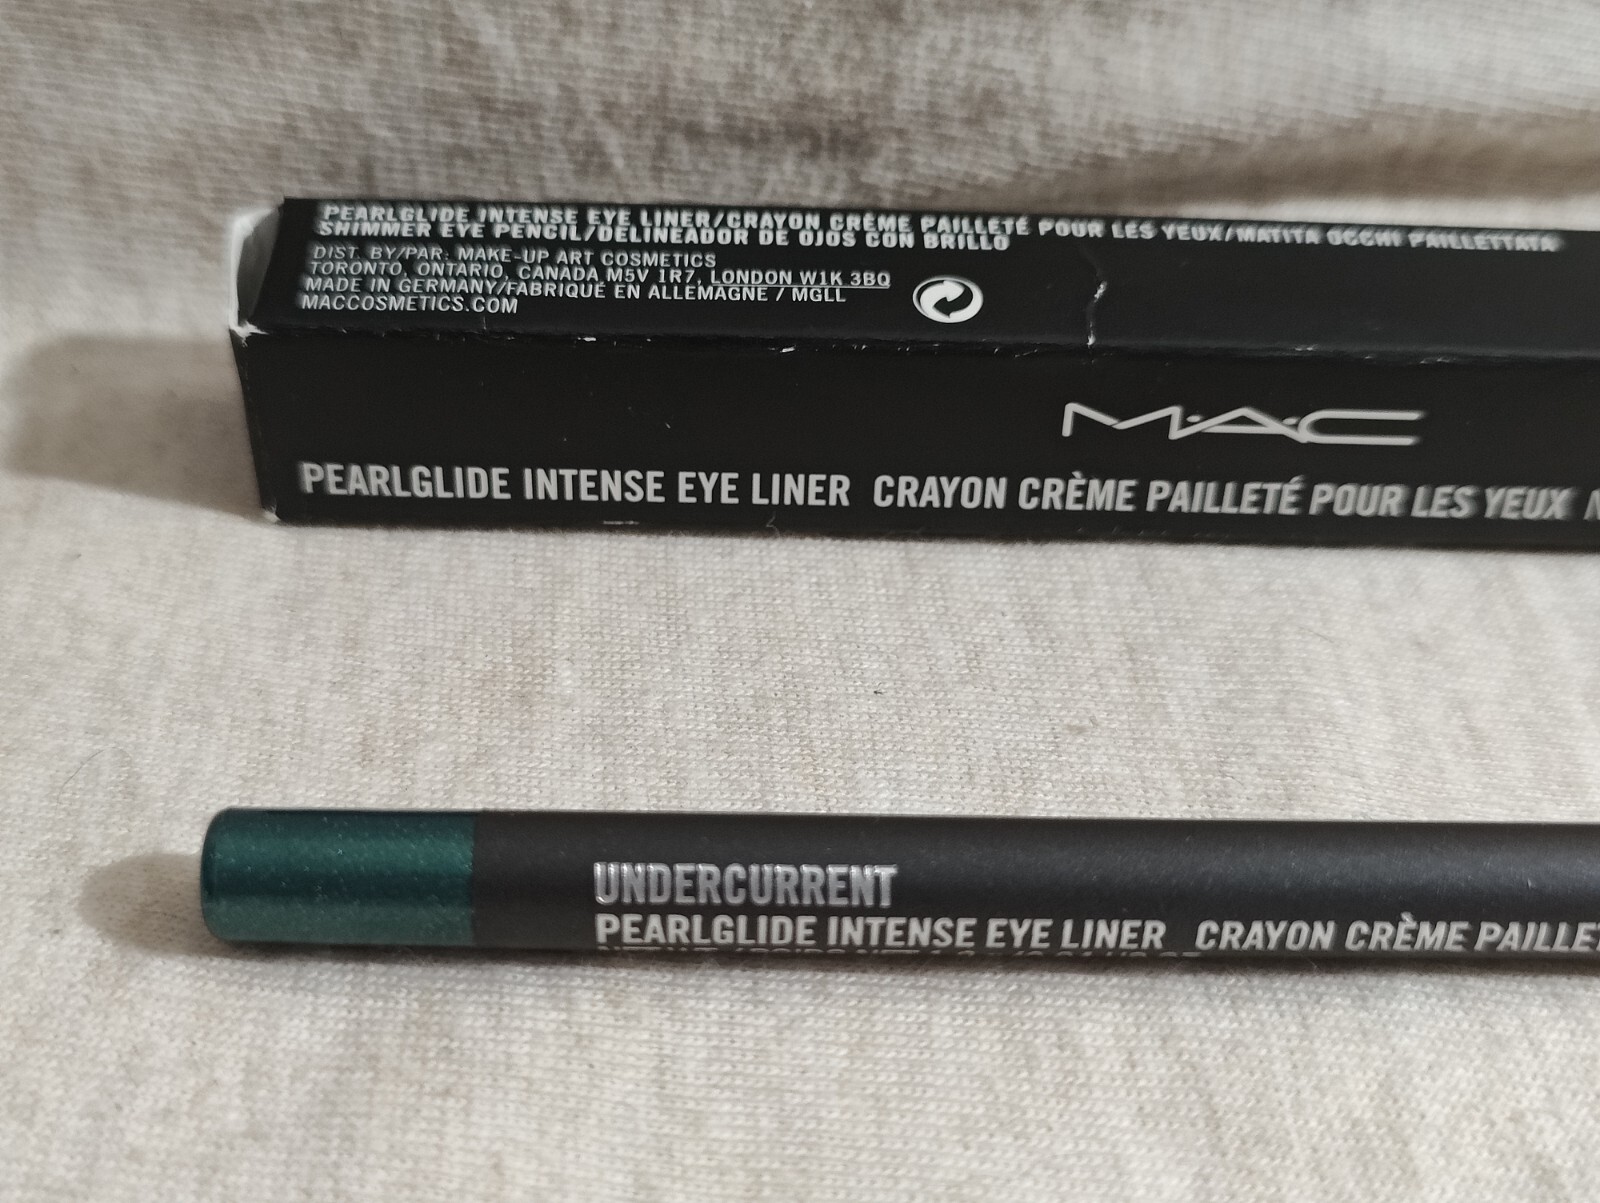 PEARLGLIDE INTENSE EYE LINER/CRAYON CRÈME PAILLETÉ POUR LES YEUX/MATITA OCCHI PAILLETTATA
SHIMMER EYE PENCIL/DELINEADOR DE OJOS CON BRILLO
DIST. BY/PAR: MAKE-UP ART COSMETICS
TORONTO, ONTARIO, CANADA M5V 1R7, LONDON W1K 3BQ
MADE IN GERMANY/FABRIQUÉ EN ALLEMAGNE / MGLL
MACCOSMETICS.COM
M·A·C
PEARLGLIDE INTENSE EYE LINER CRAYON CRÈME PAILLETÉ POUR LES YEUX
UNDERCURRENT
PEARLGLIDE INTENSE EYE LINER CRAYON CRÈME PAILLET